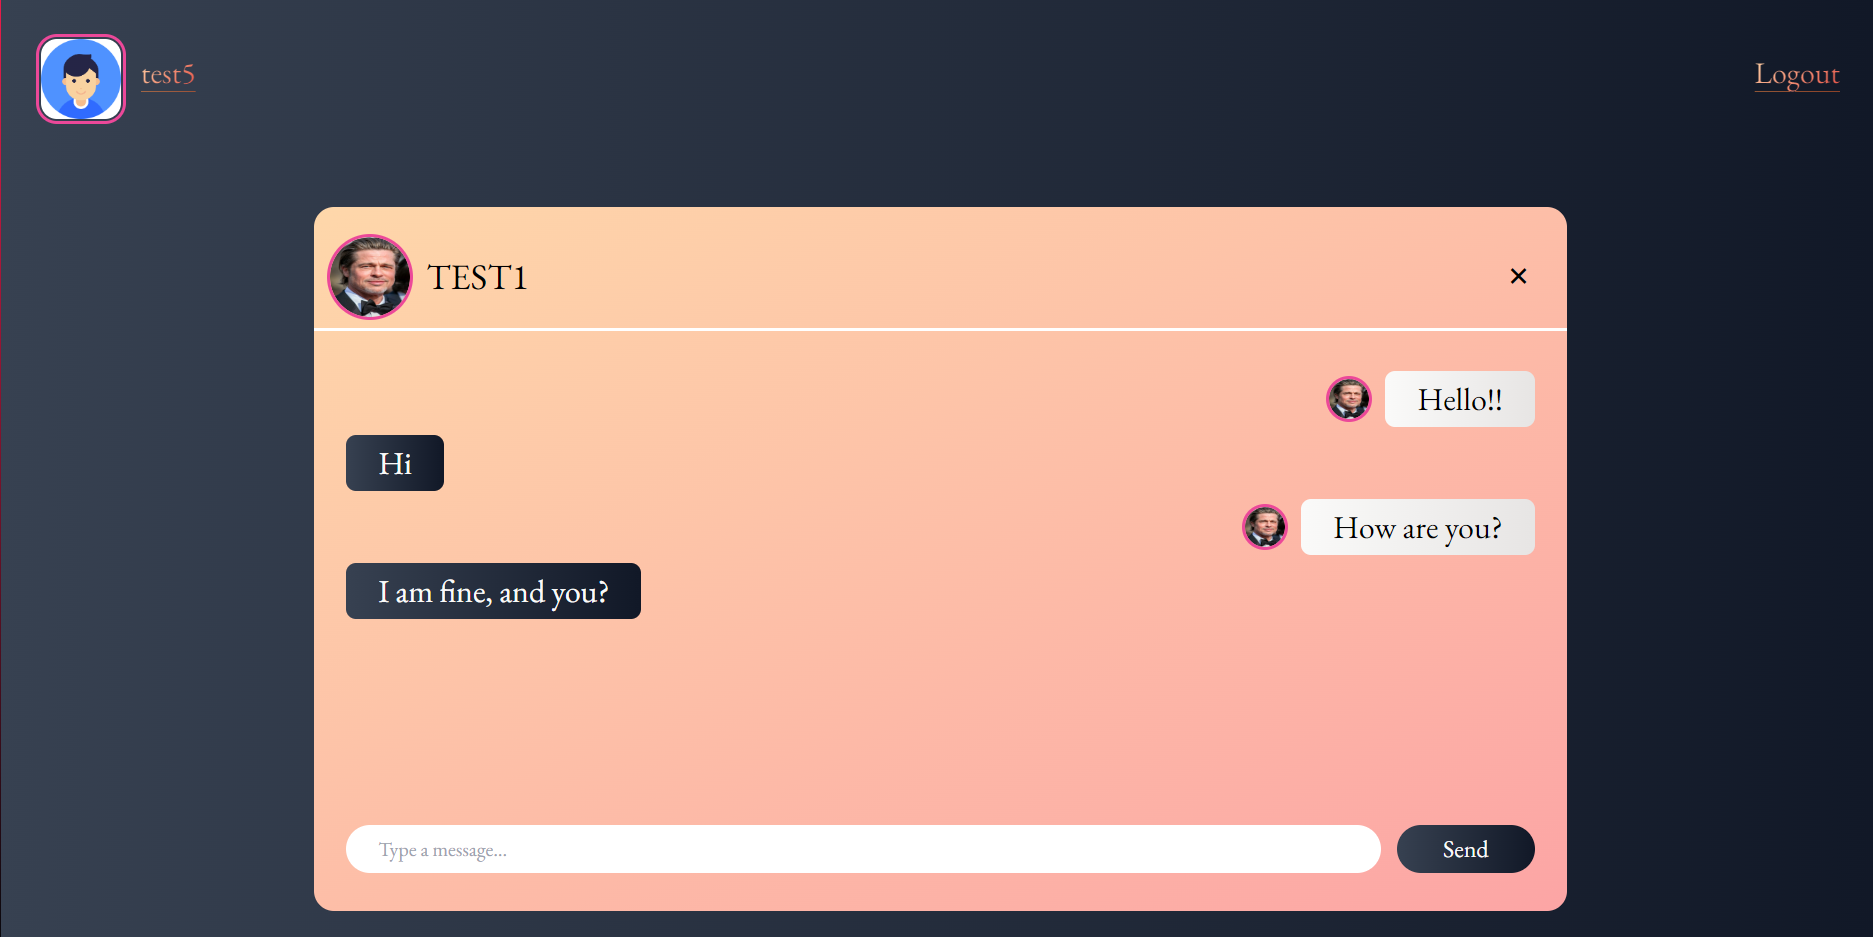 test5
Logout
TEST1
Hello!!
Hi
How are you?
I am fine, and you?
Type a message...
Send